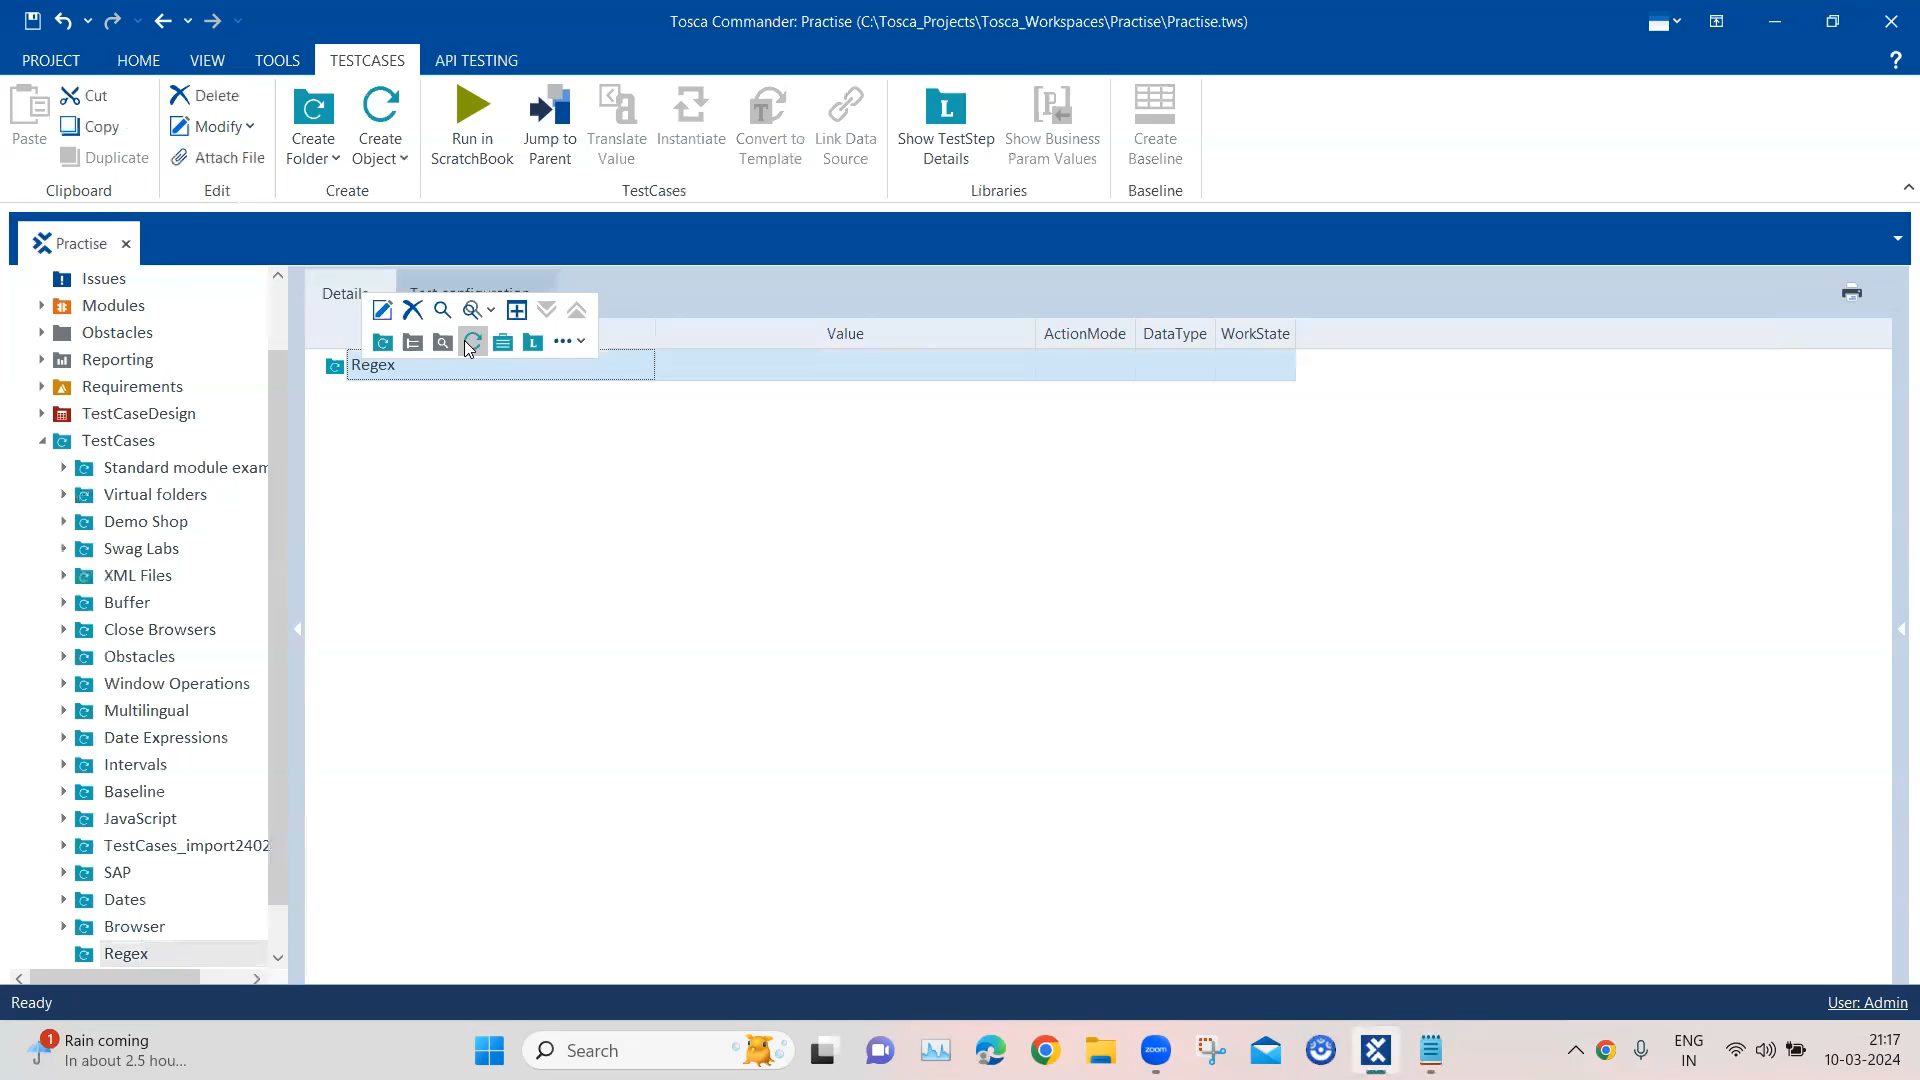 Tosca Commander: Practise (C:\Tosca_Projects\Tosca_Workspaces\Practise\Practise.tws)
PROJECT HOME VIEW TOOLS TESTCASES API TESTING ?
Paste Cut Copy Duplicate
Clipboard
Delete Modify Attach File
Edit
Create Folder Create Object
Create
Run in ScratchBook Jump to Parent Translate Value Instantiate Convert to Template Link Data Source
TestCases
L Show TestStep Details Show Business Param Values
Libraries
Create Baseline
Baseline
Practise
Issues
Modules
Obstacles
Reporting
Requirements
TestCaseDesign
TestCases
Standard module exam
Virtual folders
Demo Shop
Swag Labs
XML Files
Buffer
Close Browsers
Obstacles
Window Operations
Multilingual
Date Expressions
Intervals
Baseline
JavaScript
TestCases_import2402
SAP
Dates
Browser
Regex
Details Test configuration
Value ActionMode DataType WorkState
Regex
Ready User: Admin
1 Rain coming
In about 2.5 hou...
Search
zoom
ENG
IN
21:17
10-03-2024